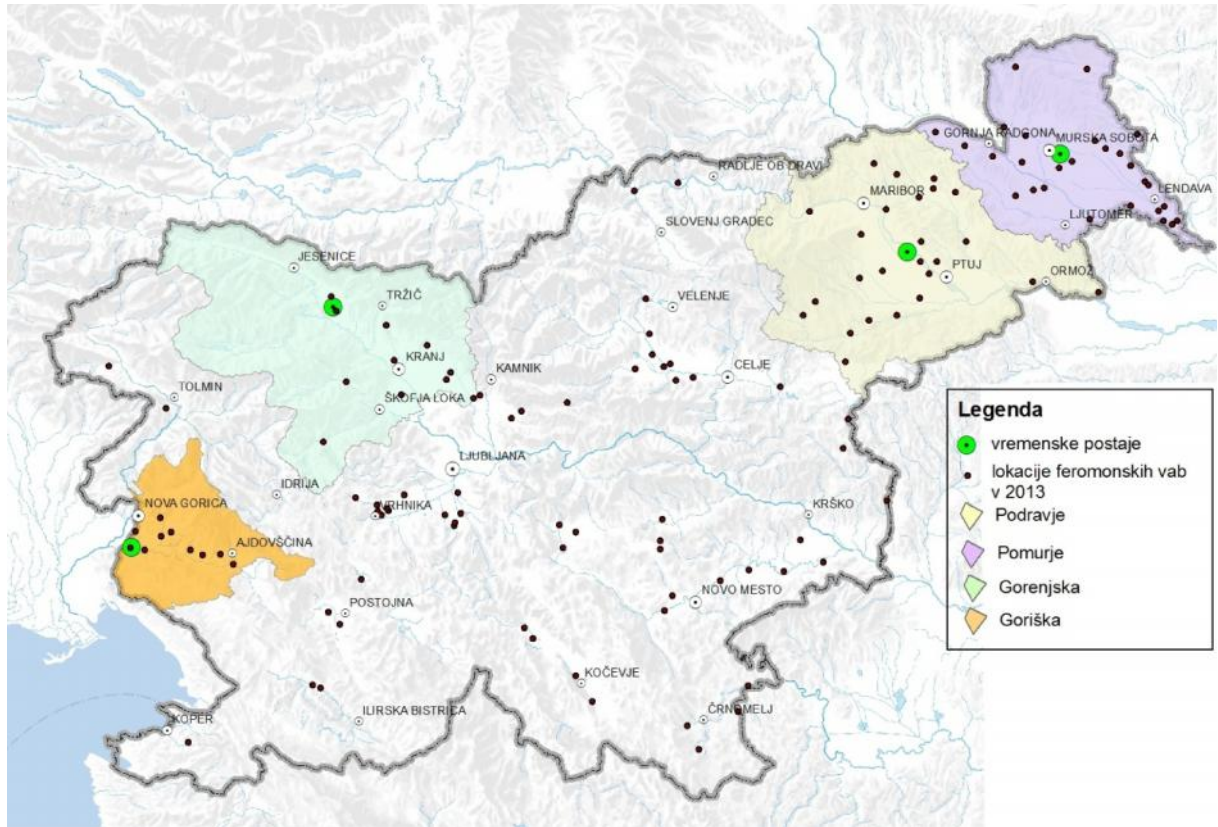 GORNJA RADGONA
MURSKA SOBOTA
RADLJE OB DRAVI
MARIBOR
LENDAVA
SLOVENJ GRADEC
LJUTOMER
JESENICE
PTUJ
ORMOŽ
TRŽIČ
VELENJE
KRANJ
KAMNIK
CELJE
TOLMIN
ŠKOFJA LOKA
LJUBLJANA
IDRIJA
NOVA GORICA
VRHNIKA
KRŠKO
AJDOVŠČINA
NOVO MESTO
POSTOJNA
KOČEVJE
ČRNOMELJ
ILIRSKA BISTRICA
KOPER
Legenda
vremenske postaje
lokacije feromonskih vab
v 2013
Podravje
Pomurje
Gorenjska
Goriška